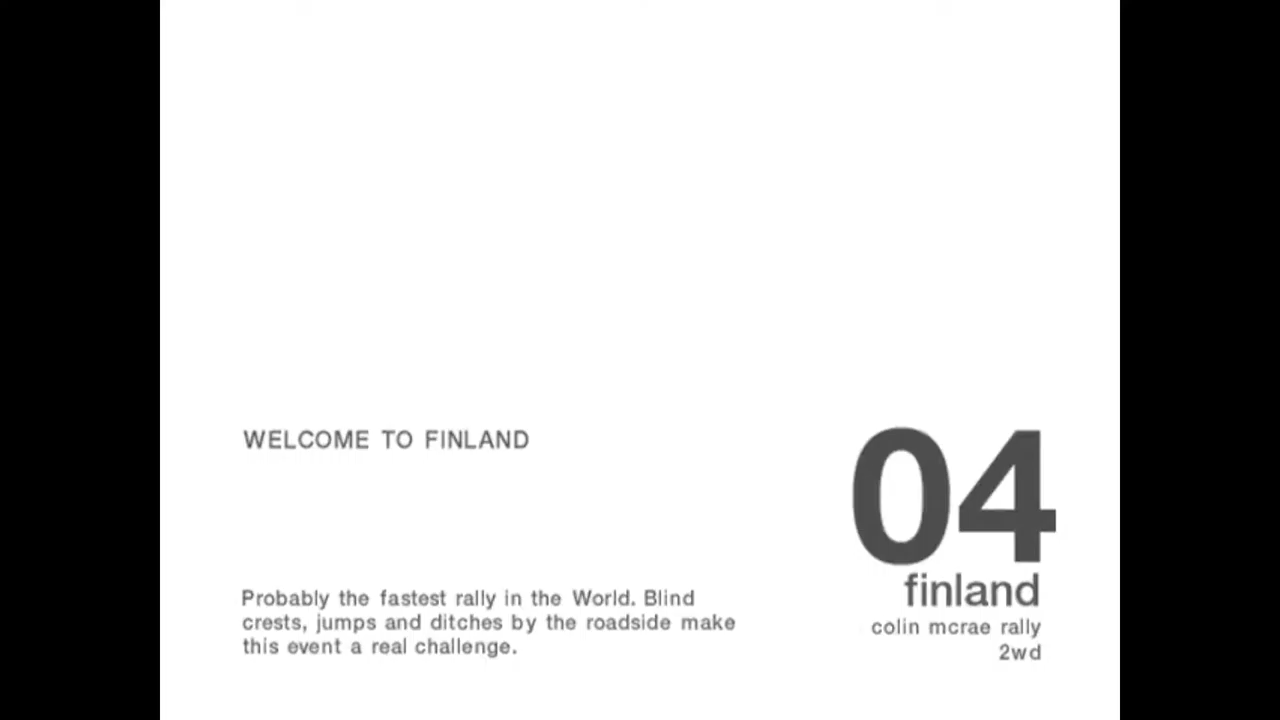 WELCOME TO FINLAND
Probably the fastest rally in the World. Blind
crests, jumps and ditches by the roadside make
this event a real challenge.
04
finland
colin mcrae rally
2wd